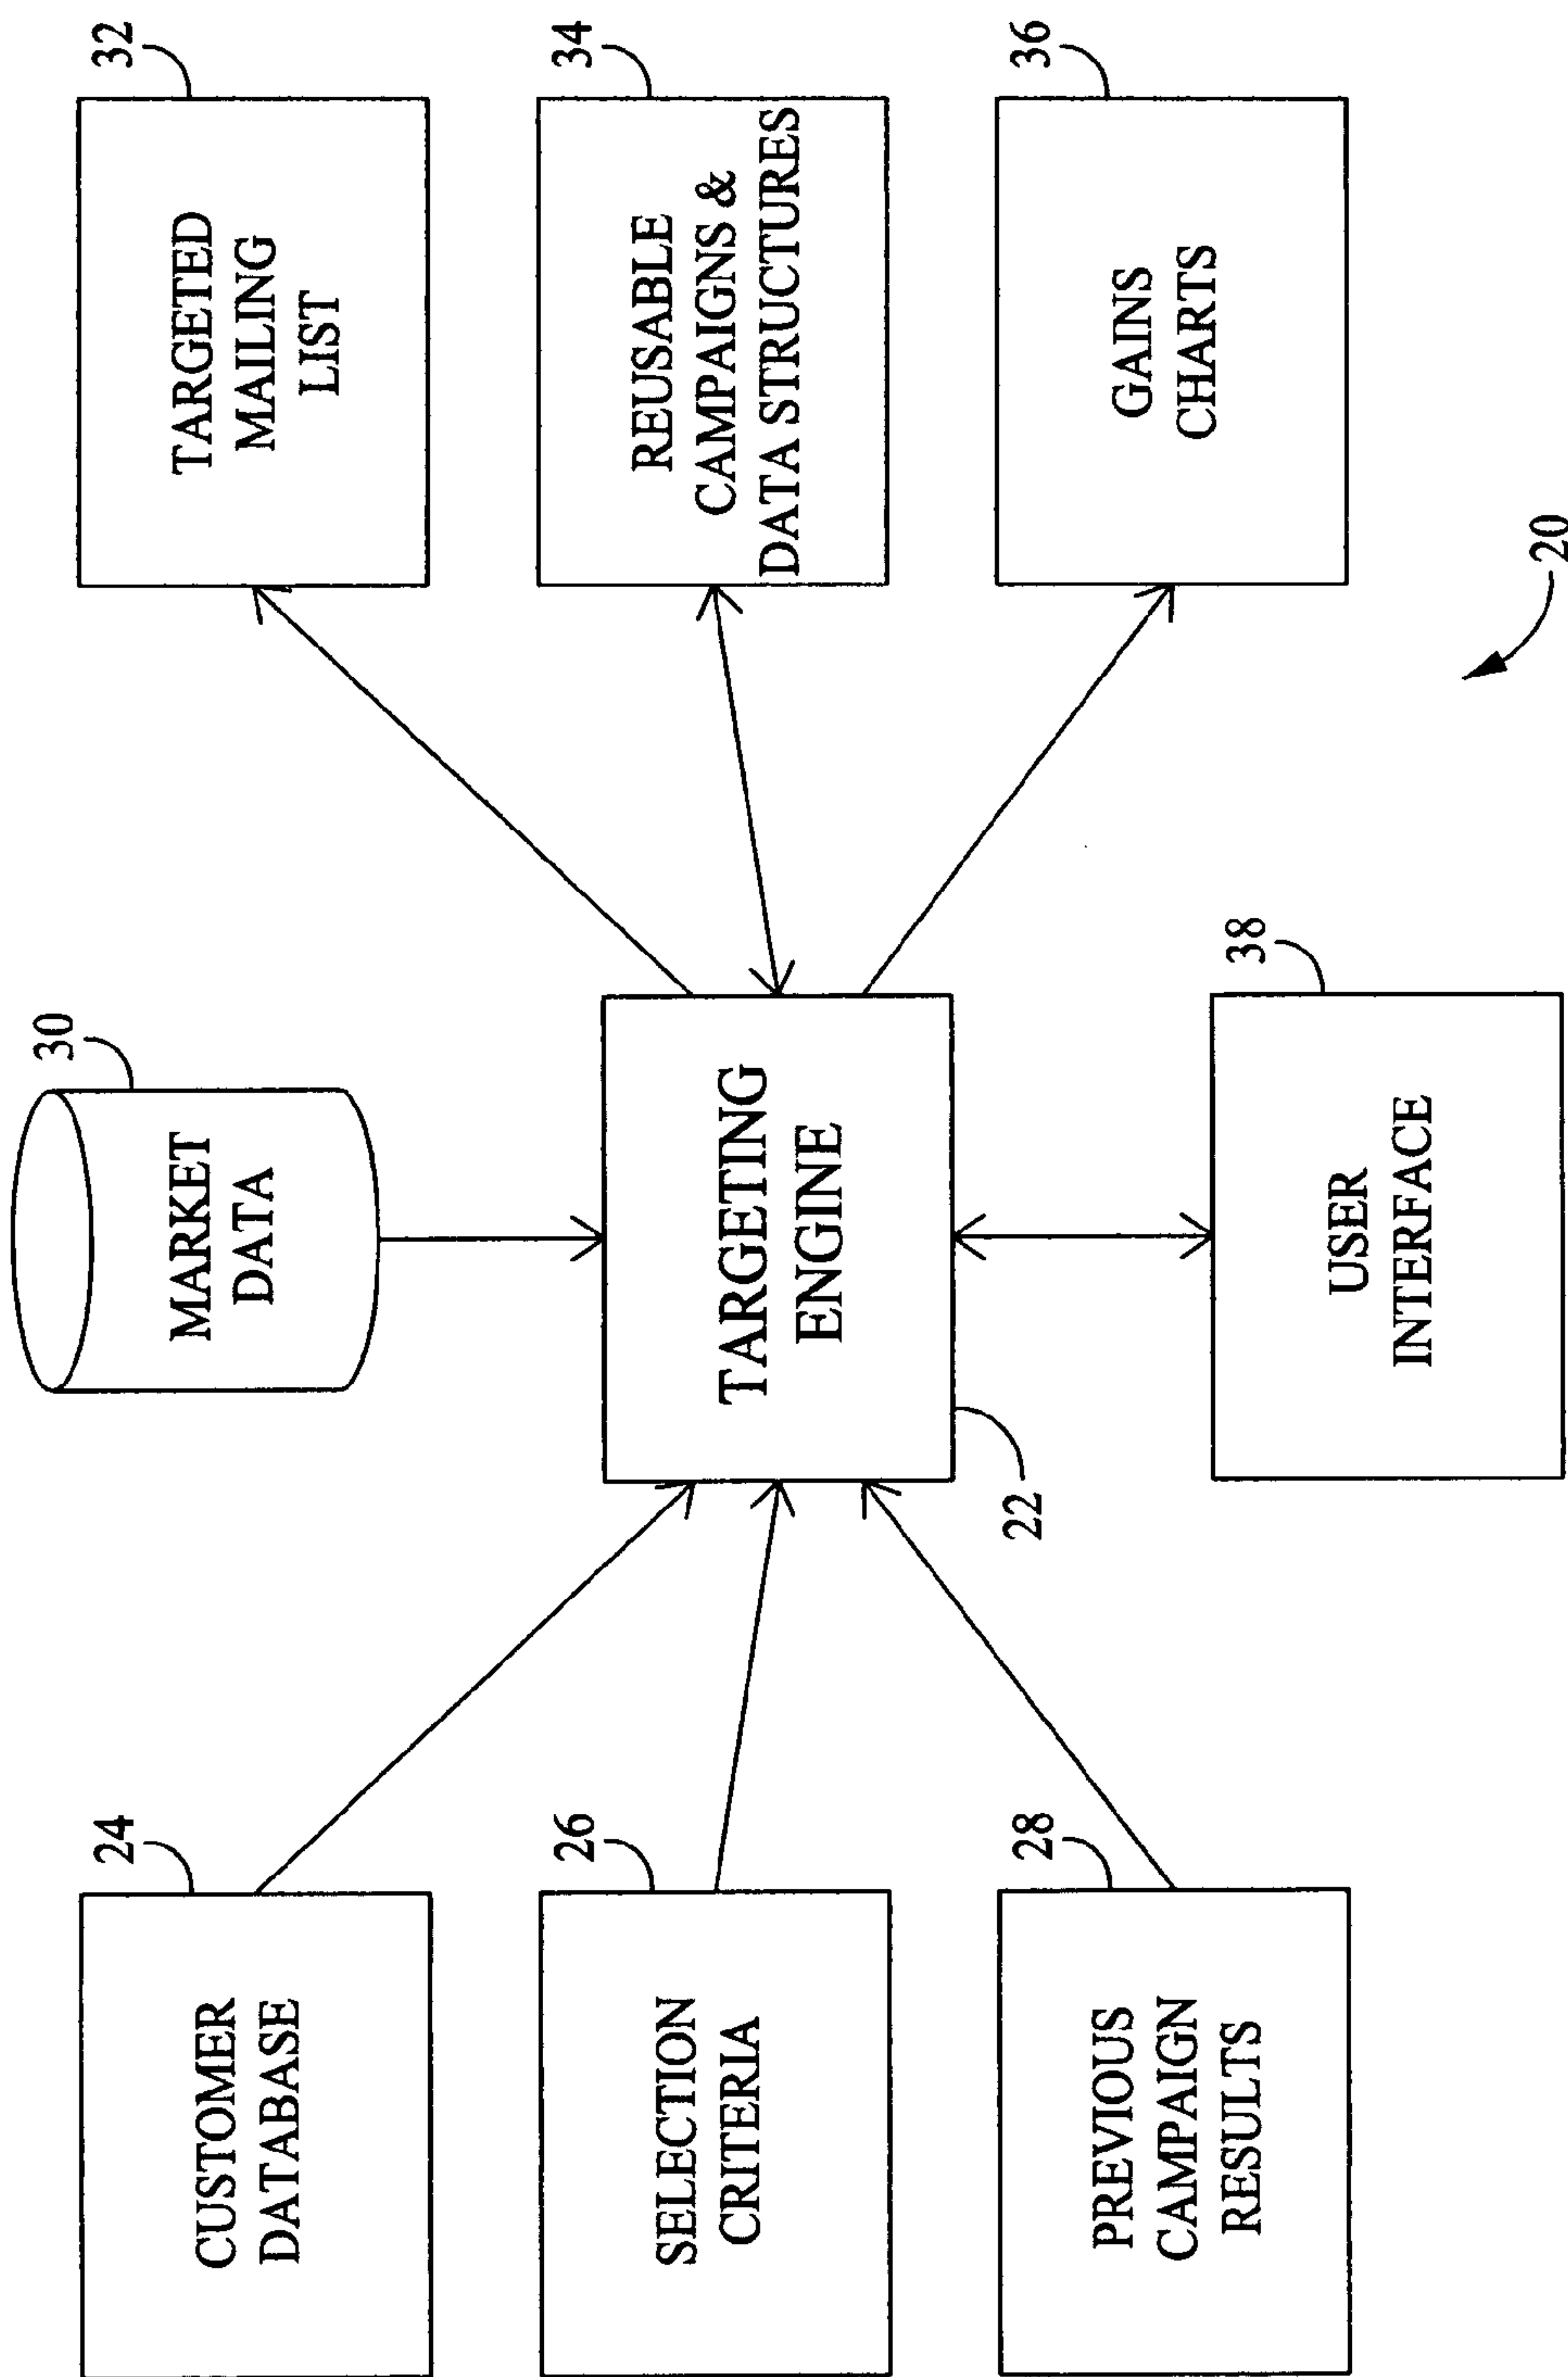 30
MARKET
DATA
24
CUSTOMER
DATABASE
26
SELECTION
CRITERIA
28
PREVIOUS
CAMPAIGN
RESULTS
TARGETING
ENGINE
22
32
TARGETED
MAILING
LIST
34
REUSABLE
CAMPAIGNS &
DATA STRUCTURES
36
GAINS
CHARTS
38
USER
INTERFACE
20